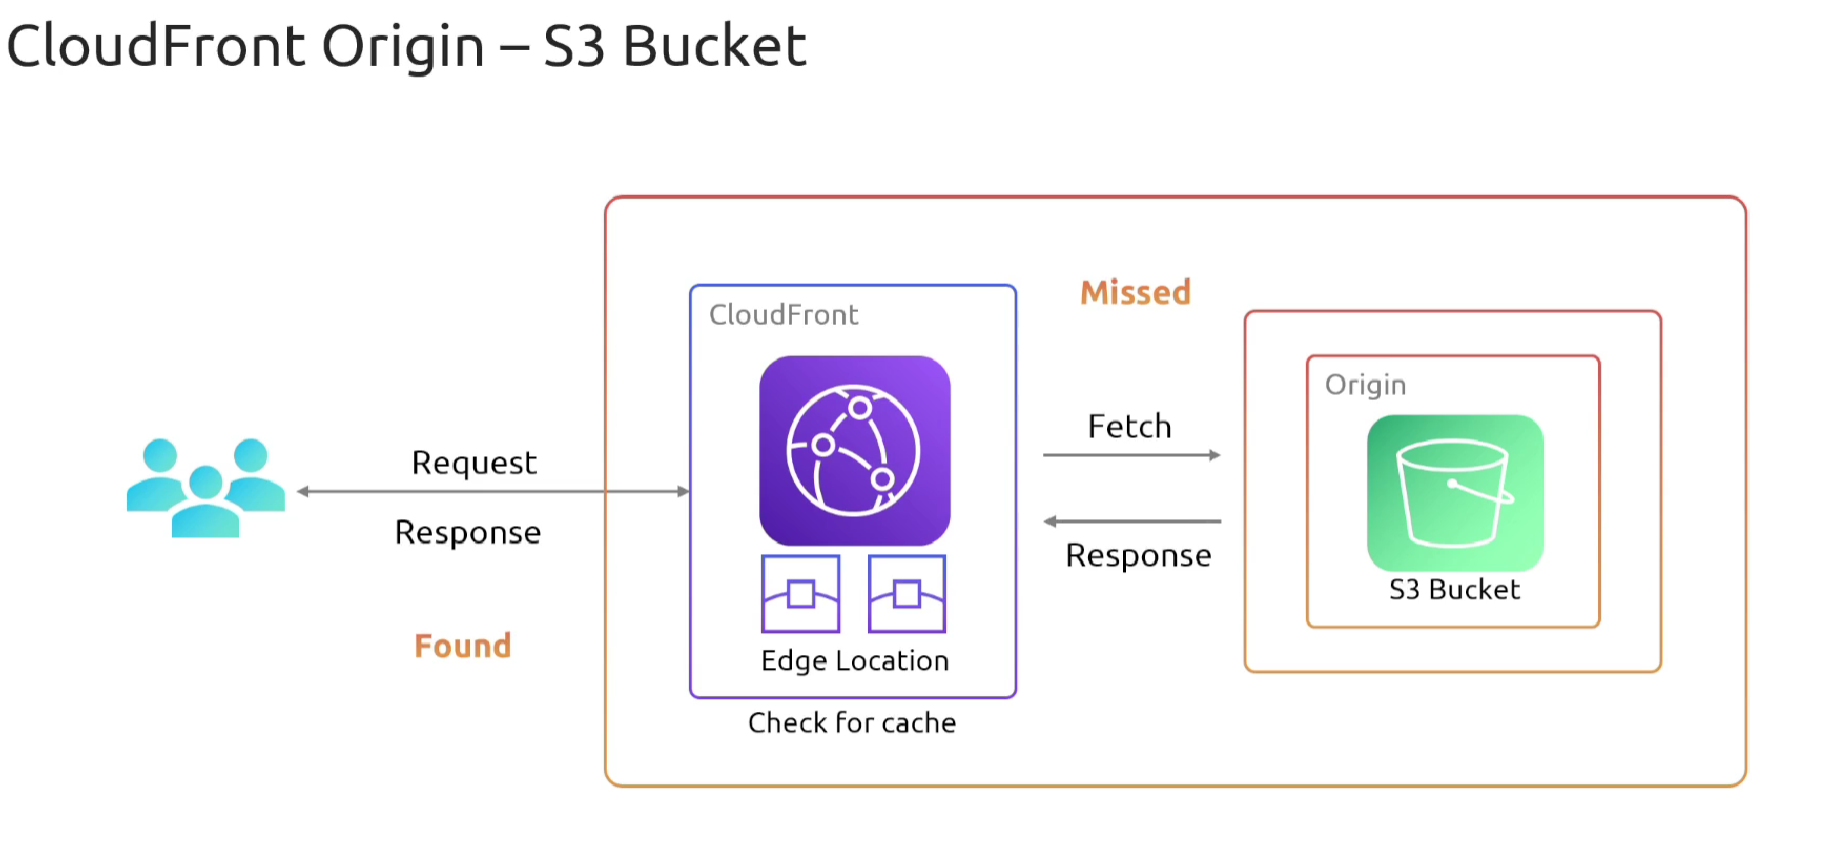 CloudFront Origin – S3 Bucket
Missed
CloudFront
Origin
Fetch
Request
Response
Response
S3 Bucket
Found
Edge Location
Check for cache